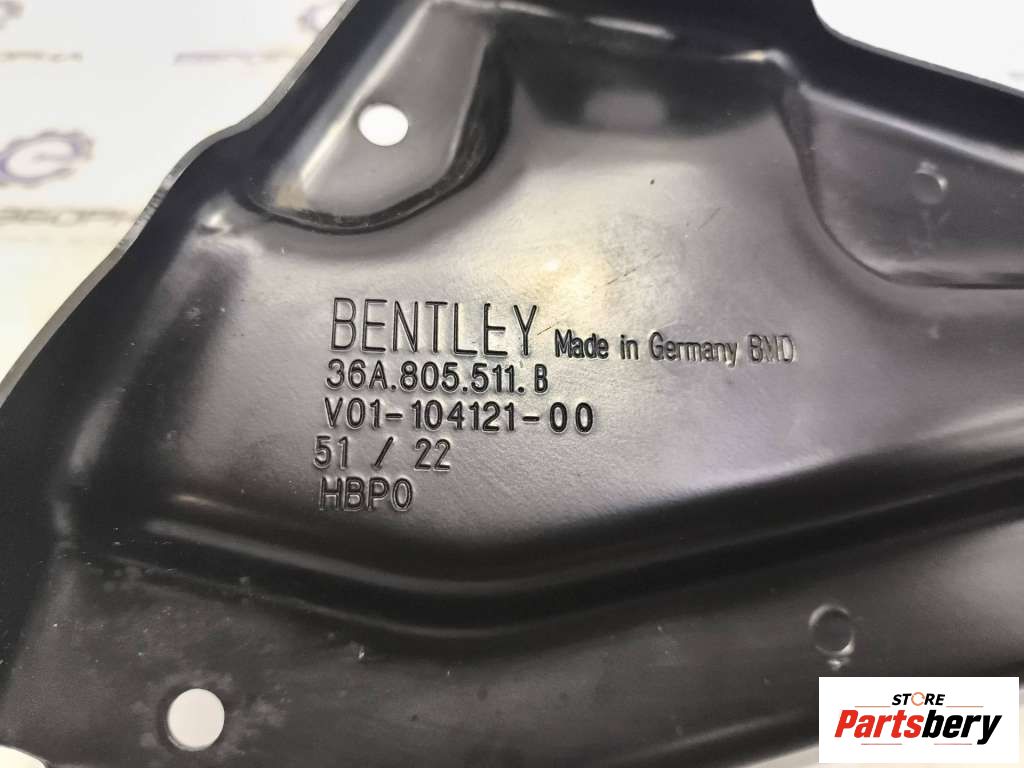 BENTLEY Made in Germany BMD
36A.805.511.B
V01-104121-00
51 / 22
HBPO
STORE
Partsbery